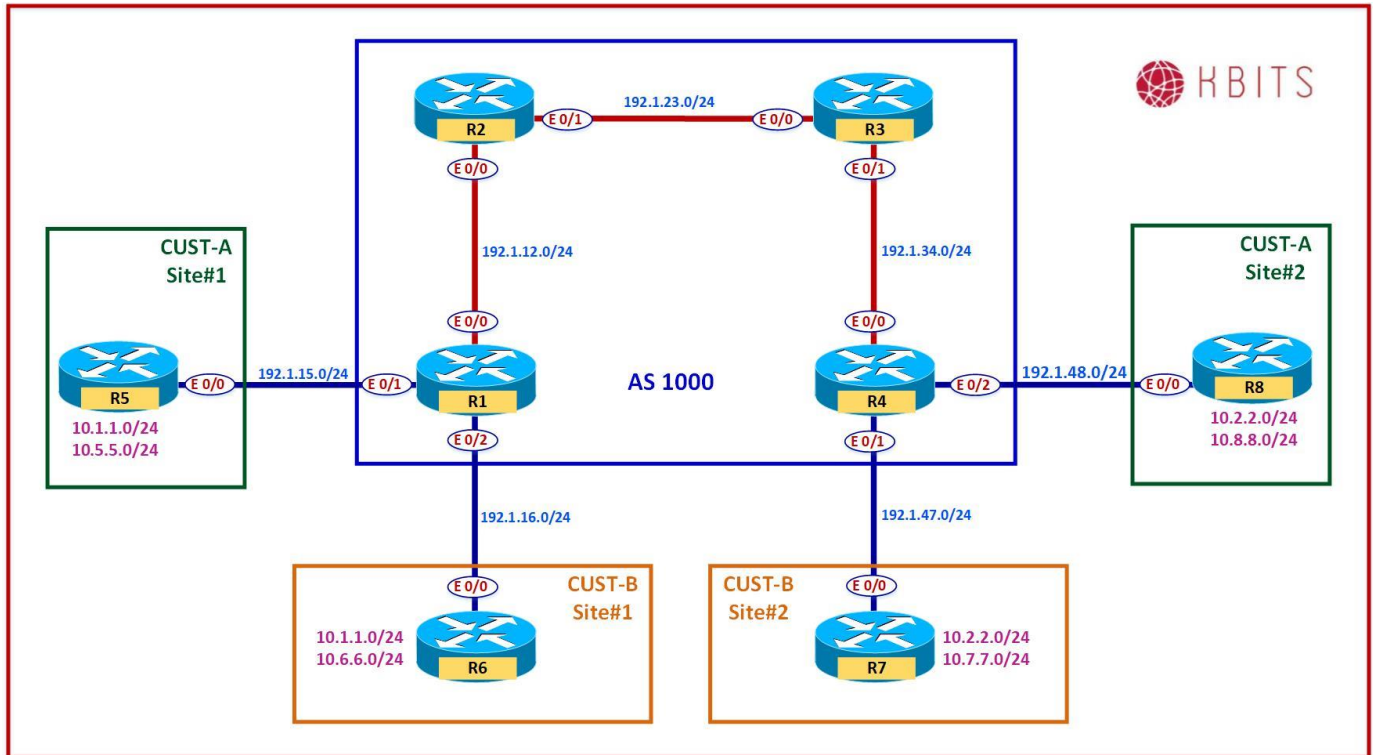 KBITS
192.1.23.0/24
R2
E 0/1
E 0/0
R3
E 0/0
E 0/1
192.1.12.0/24
192.1.34.0/24
CUST-A
Site#1
CUST-A
Site#2
E 0/0
E 0/0
R5
E 0/0
192.1.15.0/24
E 0/1
R1
AS 1000
R4
E 0/2
192.1.48.0/24
E 0/0
R8
10.1.1.0/24
10.5.5.0/24
E 0/2
E 0/1
10.2.2.0/24
10.8.8.0/24
192.1.16.0/24
192.1.47.0/24
E 0/0
CUST-B
Site#1
CUST-B
Site#2
E 0/0
10.1.1.0/24
10.6.6.0/24
R6
R7
10.2.2.0/24
10.7.7.0/24